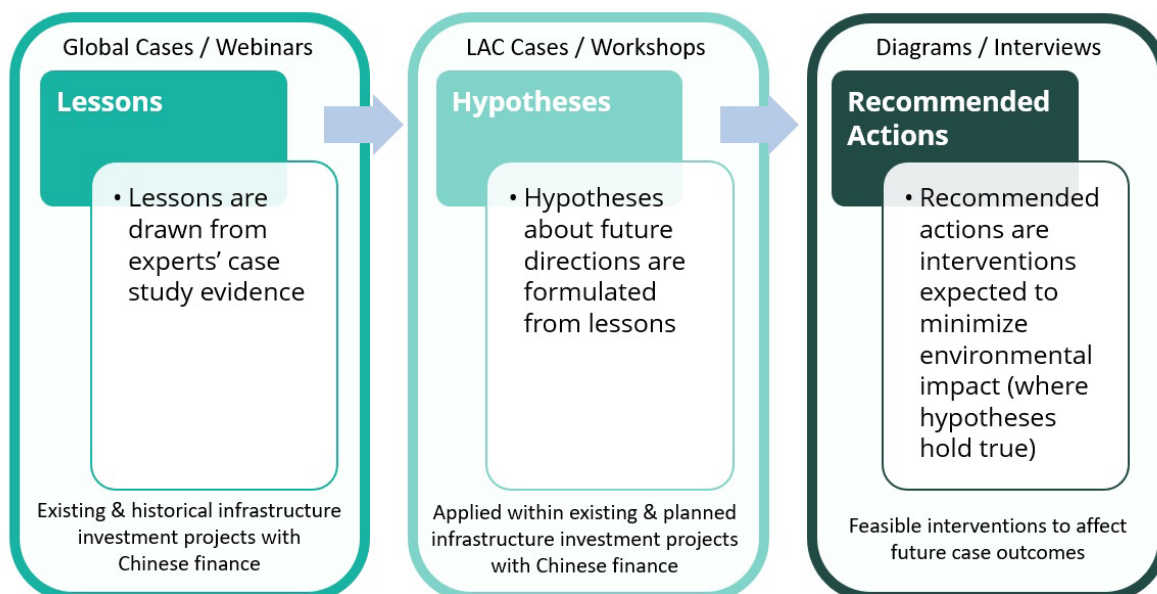 Global Cases / Webinars
Lessons
• Lessons are
drawn from
experts’ case
study evidence
Existing & historical infrastructure
investment projects with
Chinese finance
LAC Cases / Workshops
Hypotheses
• Hypotheses
about future
directions are
formulated
from lessons
Applied within existing & planned
infrastructure investment projects
with Chinese finance
Diagrams / Interviews
Recommended
Actions
• Recommended
actions are
interventions
expected to
minimize
environmental
impact (where
hypotheses
hold true)
Feasible interventions to affect
future case outcomes